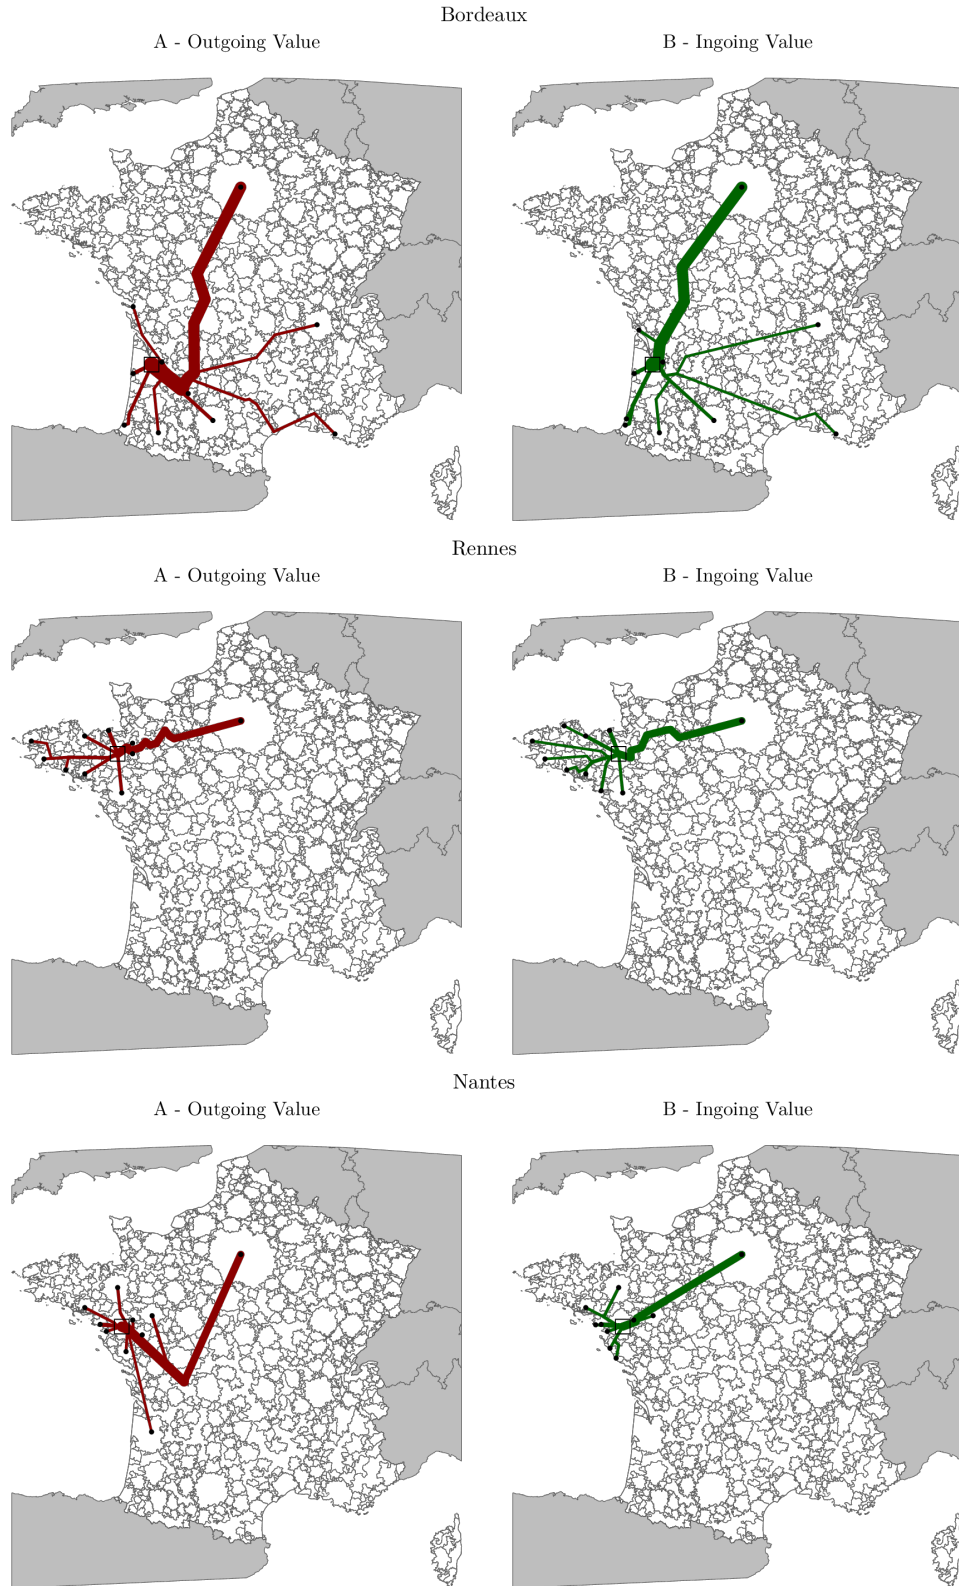 Bordeaux
A - Outgoing Value
B - Ingoing Value
Rennes
A - Outgoing Value
B - Ingoing Value
Nantes
A - Outgoing Value
B - Ingoing Value